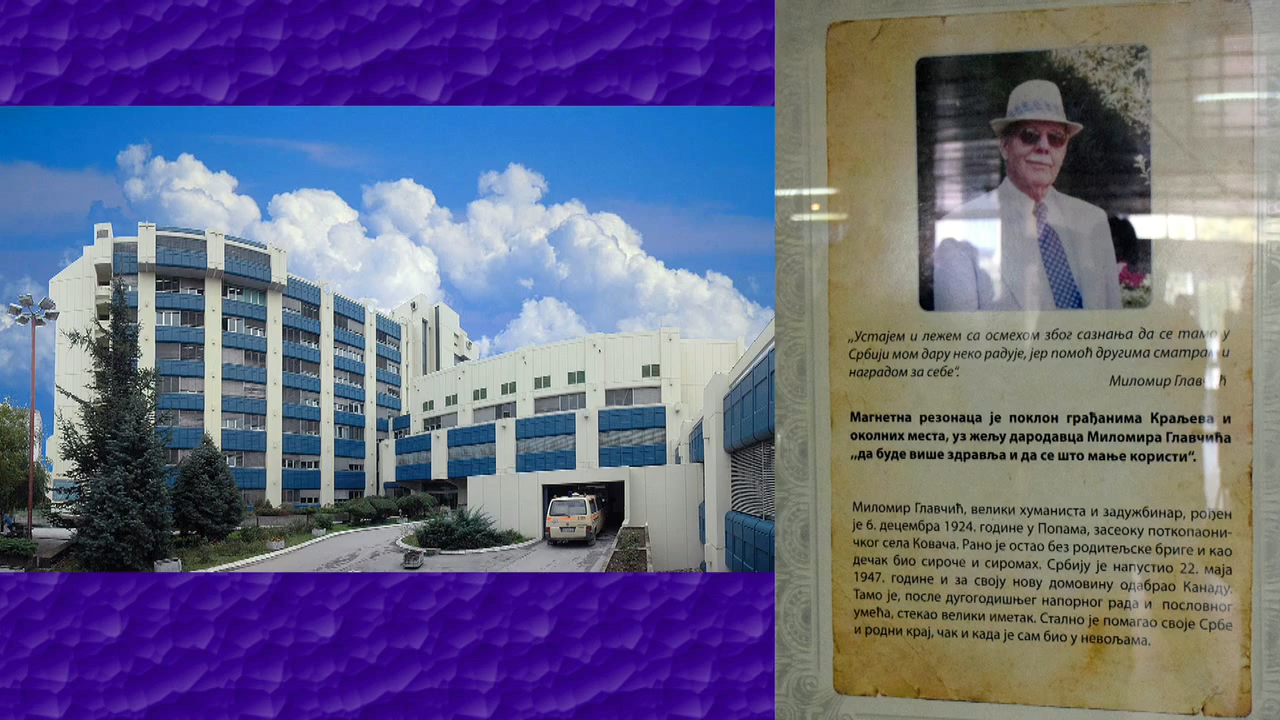 „Устајем и лежем са осмехом због сазнања да се тамо у
Србији мом дару неко радује, јер помоћ другима сматрам и
наградом за себе“.
Миломир Главчић
Магнетна резонаца је поклон грађанима Краљева и
околних места, уз жељу дародавца Миломира Главчића
„да буде више здравља и да се што мање користи“.
Миломир Главчић, велики хуманиста и задужбинар, рођен
је 6. децембра 1924. године у Попама, засеоку поткопаони-
чког села Ковача. Рано је остао без родитељске бриге и као
дечак био сироче и сиромах. Србију је напустио 22. маја
1947. године и за своју нову домовину одабрао Канаду.
Тамо је, после дугогодишњег напорног рада и пословног
умећа, стекао велики иметак. Стално је помагао своје Србе
и родни крај, чак и када је сам био у невољама.